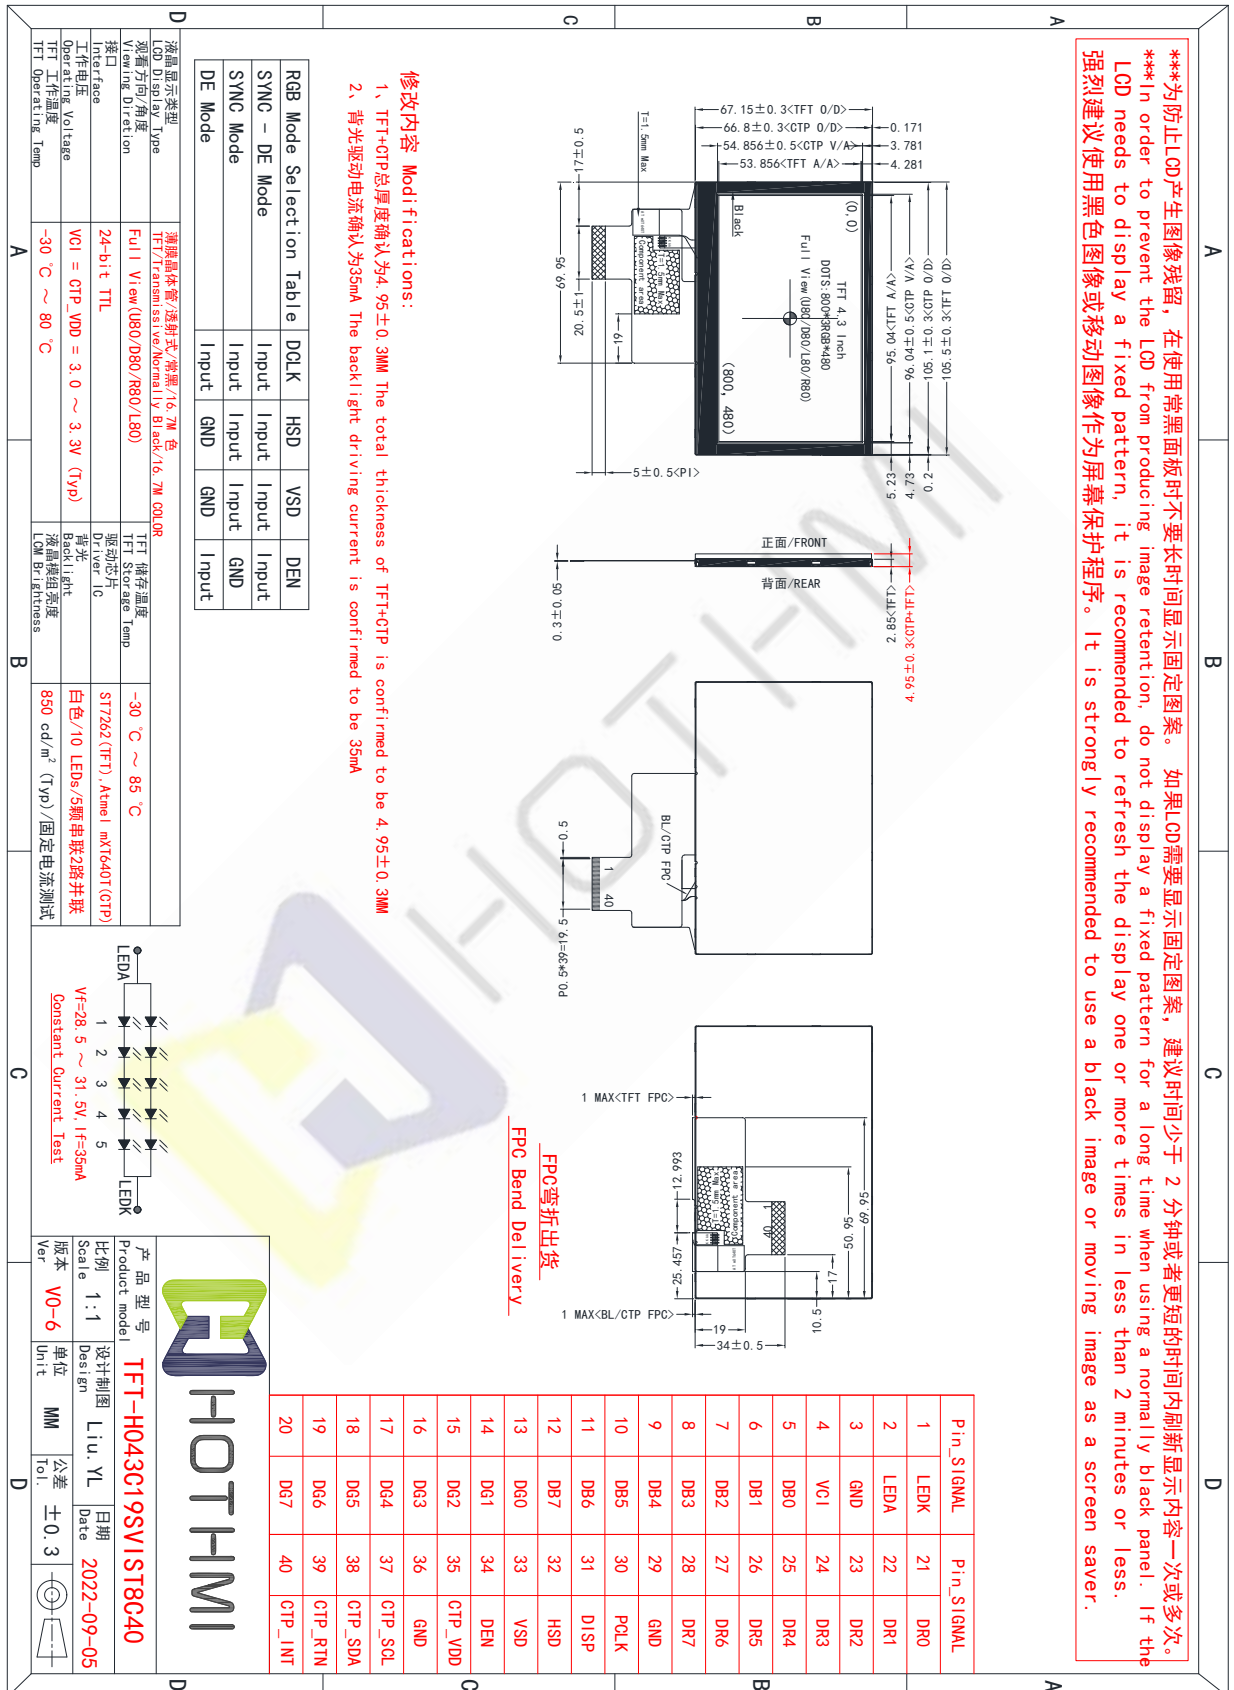 ***为防止LCD产生图像残留，在使用常黑面板时不要长时间显示固定图案。 如果LCD需要显示固定图案，建议时间少于 2 分钟或者更短的时间内刷新显示内容一次或多次。
***In order to prevent the LCD from producing image retention, do not display a fixed pattern for a long time when using a normally black panel. If the
LCD needs to display a fixed pattern, it is recommended to refresh the display one or more times in less than 2 minutes or less.
强烈建议使用黑色图像或移动图像作为屏幕保护程序。 It is strongly recommended to use a black image or moving image as a screen saver.
A B C D
A B C D
A B C D
A B C D
105.5±0.3<TFT O/D>
105.1±0.3<CTP O/D>
96.04±0.5<CTP VA>
95.04<TFT A/A>
0.2
4.73
5.23
67.15±0.3<TFT O/D>
66.8±0.3<CTP O/D>
54.856±0.5<CTP V/A>
53.856<TFT A/A>
0.171
3.781
4.281
(0,0)
TFT 4.3 Inch
DOTS:800*3RGB*480
Full View(U80/D80/L80/R80)
(800, 480)
Black
T=1.5mm Max
T=1.5mm Max
Component area
17±0.5
69.95
20.5±0.1
19
5±0.5<PI>
正面/FRONT
背面/REAR
4.95±0.3<CTP+TFT>
2.85<TFT>
0.3±0.05
BL/CTP FPC
1 40
0.5
P0.5*39=19.5
1 MAX<TFT FPC>
12.993
25.457
1 MAX<BL/CTP FPC>
69.95
50.95
17
10.5
19
34±0.5
40 1
T=1.5mm Max
Component area
FPC弯折出货
FPC Bend Delivery
修改内容 Modifications:
1、TFT+CTP总厚度确认为4.95±0.3MM The total thickness of TFT+CTP is confirmed to be 4.95±0.3MM
2、背光驱动电流确认为35mA The backlight driving current is confirmed to be 35mA
RGB Mode Selection Table DCLK HSD VSD DEN
SYNC - DE Mode Input Input Input Input
SYNC Mode Input Input Input GND
DE Mode Input GND GND Input
液晶显示类型
LCD Display Type
薄膜晶体管/透射式/常黑/16.7M 色
TFT/Transmissive/Normally Black/16.7M COLOR
观看方向/角度
Viewing Diretion
Full View(U80/D80/R80/L80)
接口
Interface
24-bit TTL
工作电压
Operating Voltage
VCI = CTP_VDD = 3.0 ~ 3.3V (Typ)
TFT 工作温度
TFT Operating Temp
-30 ℃ ~ 80 ℃
TFT 储存温度
TFT Storage Temp
-30 ℃ ~ 85 ℃
驱动芯片
Driver IC
ST7262(TFT),Atmel mXT640T(CTP)
背光
Backlight
白色/10 LEDs/5颗串联2路并联
液晶模组亮度
LCM Brightness
850 cd/m² (Typ)/固定电流测试
LEDA
LEDK
1 2 3 4 5
Vf=28.5 ~ 31.5V, If=35mA
Constant Current Test
Pin_SIGNAL Pin_SIGNAL
1 LEDK 21 DR0
2 LEDA 22 DR1
3 GND 23 DR2
4 VCI 24 DR3
5 DB0 25 DR4
6 DB1 26 DR5
7 DB2 27 DR6
8 DB3 28 DR7
9 DB4 29 GND
10 DB5 30 PCLK
11 DB6 31 DISP
12 DB7 32 HSD
13 DG0 33 VSD
14 DG1 34 DEN
15 DG2 35 CTP_VDD
16 DG3 36 GND
17 DG4 37 CTP_SCL
18 DG5 38 CTP_SDA
19 DG6 39 CTP_RTN
20 DG7 40 CTP_INT
HOTHMI
HOTHMI
产 品 型 号
Product model
TFT-H043C19SVIST8C40
比例
Scale
1:1
设计制图
Design
Liu.YL
日期
Date
2022-09-05
版本
Ver
V0-6
单位
Unit
MM
公差
Tol.
±0.3